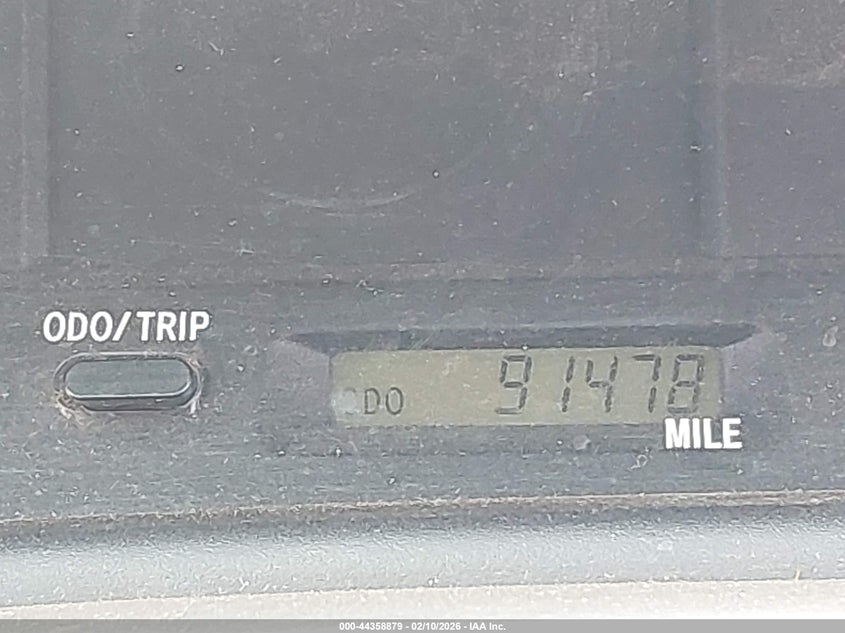 ODO/TRIP
ODO 91478
MILE
000-44358879 - 02/10/2026 - IAA Inc.